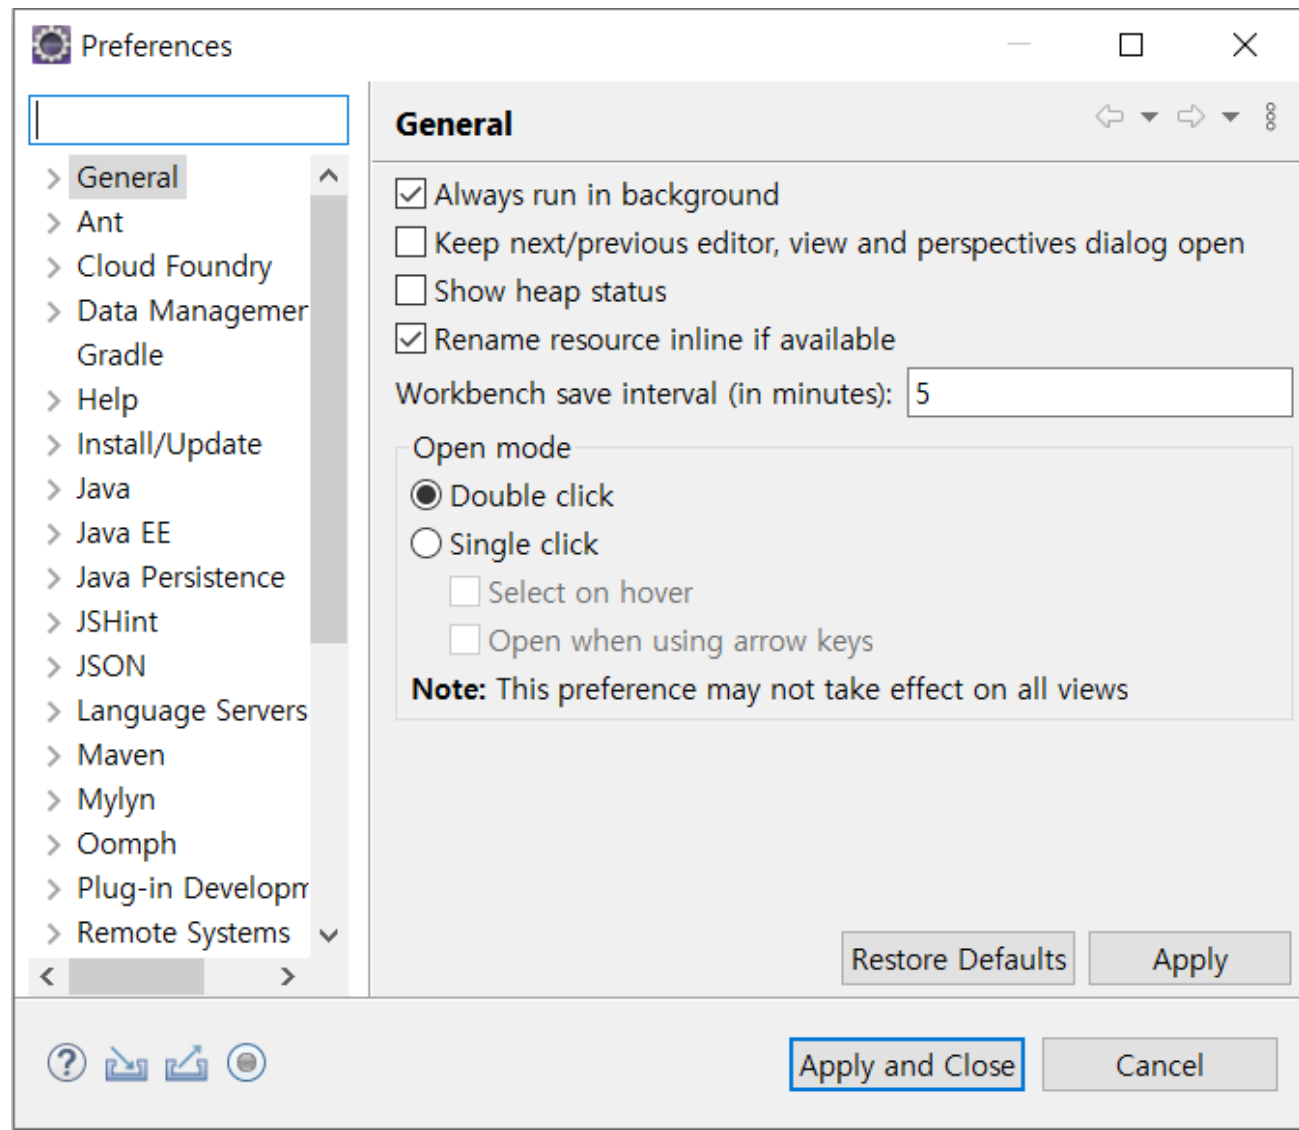 Preferences
General
Ant
Cloud Foundry
Data Managemer
Gradle
Help
Install/Update
Java
Java EE
Java Persistence
JSHint
JSON
Language Servers
Maven
Mylyn
Oomph
Plug-in Developm
Remote Systems
General
Always run in background
Keep next/previous editor, view and perspectives dialog open
Show heap status
Rename resource inline if available
Workbench save interval (in minutes): 5
Open mode
Double click
Single click
Select on hover
Open when using arrow keys
Note: This preference may not take effect on all views
Restore Defaults Apply
? Apply and Close Cancel